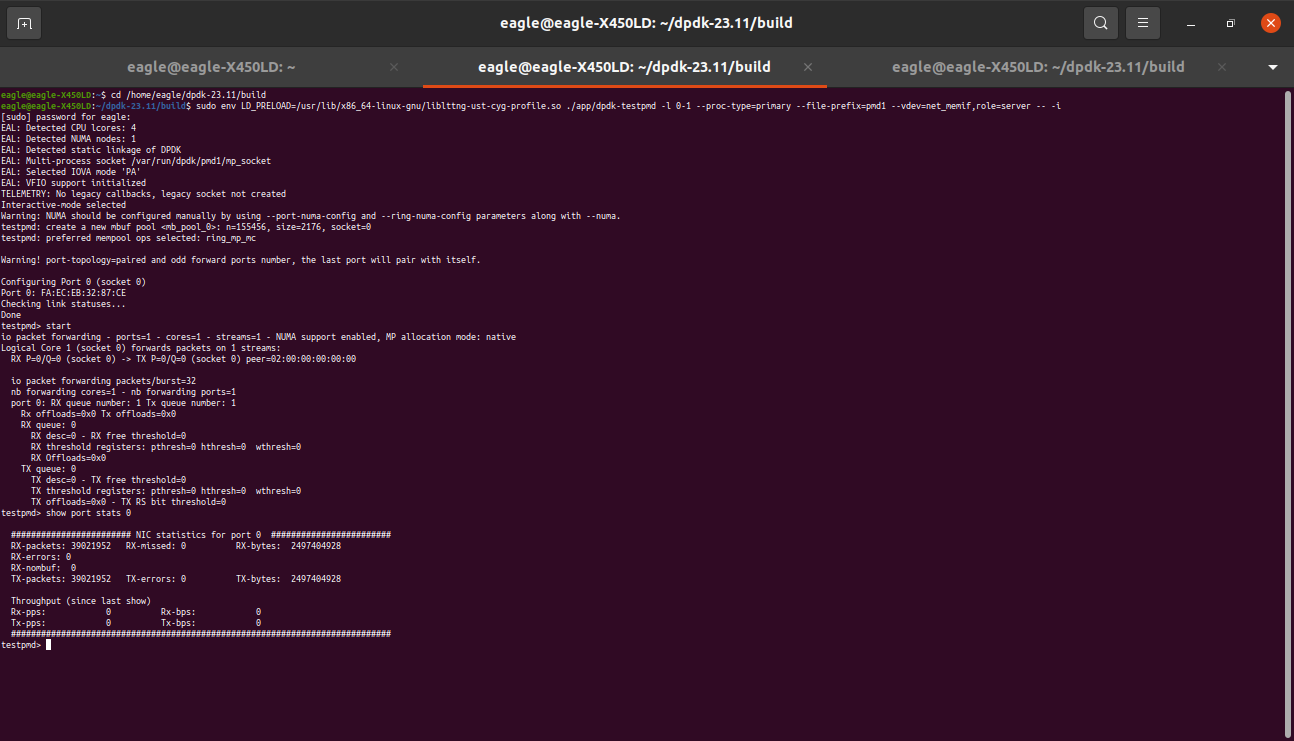 eagle@eagle-X450LD: ~/dpdk-23.11/build
eagle@eagle-X450LD: ~
eagle@eagle-X450LD: ~/dpdk-23.11/build
eagle@eagle-X450LD: ~/dpdk-23.11/build
eagle@eagle-X450LD:~$ cd /home/eagle/dpdk-23.11/build
eagle@eagle-X450LD:~/dpdk-23.11/build$ sudo env LD_PRELOAD=/usr/lib/x86_64-linux-gnu/liblttng-ust-cyg-profile.so ./app/dpdk-testpmd -l 0-1 --proc-type=primary --file-prefix=pmd1 --vdev=net_memif,role=server -- -i
[sudo] password for eagle:
EAL: Detected CPU lcores: 4
EAL: Detected NUMA nodes: 1
EAL: Detected static linkage of DPDK
EAL: Multi-process socket /var/run/dpdk/pmd1/mp_socket
EAL: Selected IOVA mode 'PA'
EAL: VFIO support initialized
TELEMETRY: No legacy callbacks, legacy socket not created
Interactive-mode selected
Warning: NUMA should be configured manually by using --port-numa-config and --ring-numa-config parameters along with --numa.
testpmd: create a new mbuf pool <mb_pool_0>: n=155456, size=2176, socket=0
testpmd: preferred mempool ops selected: ring_mp_mc
Warning! port-topology=paired and odd forward ports number, the last port will pair with itself.
Configuring Port 0 (socket 0)
Port 0: FA:EC:EB:32:87:CE
Checking link statuses...
Done
testpmd> start
io packet forwarding - ports=1 - cores=1 - streams=1 - NUMA support enabled, MP allocation mode: native
Logical Core 1 (socket 0) forwards packets on 1 streams:
  RX P=0/Q=0 (socket 0) -> TX P=0/Q=0 (socket 0) peer=02:00:00:00:00:00
  io packet forwarding packets/burst=32
  nb forwarding cores=1 - nb forwarding ports=1
  port 0: RX queue number: 1 Tx queue number: 1
    Rx offloads=0x0 Tx offloads=0x0
    RX queue: 0
      RX desc=0 - RX free threshold=0
      RX threshold registers: pthresh=0 hthresh=0  wthresh=0
      RX Offloads=0x0
    TX queue: 0
      TX desc=0 - TX free threshold=0
      TX threshold registers: pthresh=0 hthresh=0  wthresh=0
      TX offloads=0x0 - TX RS bit threshold=0
testpmd> show port stats 0
  ######################## NIC statistics for port 0  ########################
  RX-packets: 39021952   RX-missed: 0          RX-bytes:  2497404928
  RX-errors: 0
  RX-nombuf:  0
  TX-packets: 39021952   TX-errors: 0          TX-bytes:  2497404928
  Throughput (since last show)
  Rx-pps:            0          Rx-bps:            0
  Tx-pps:            0          Tx-bps:            0
  ############################################################################
testpmd>